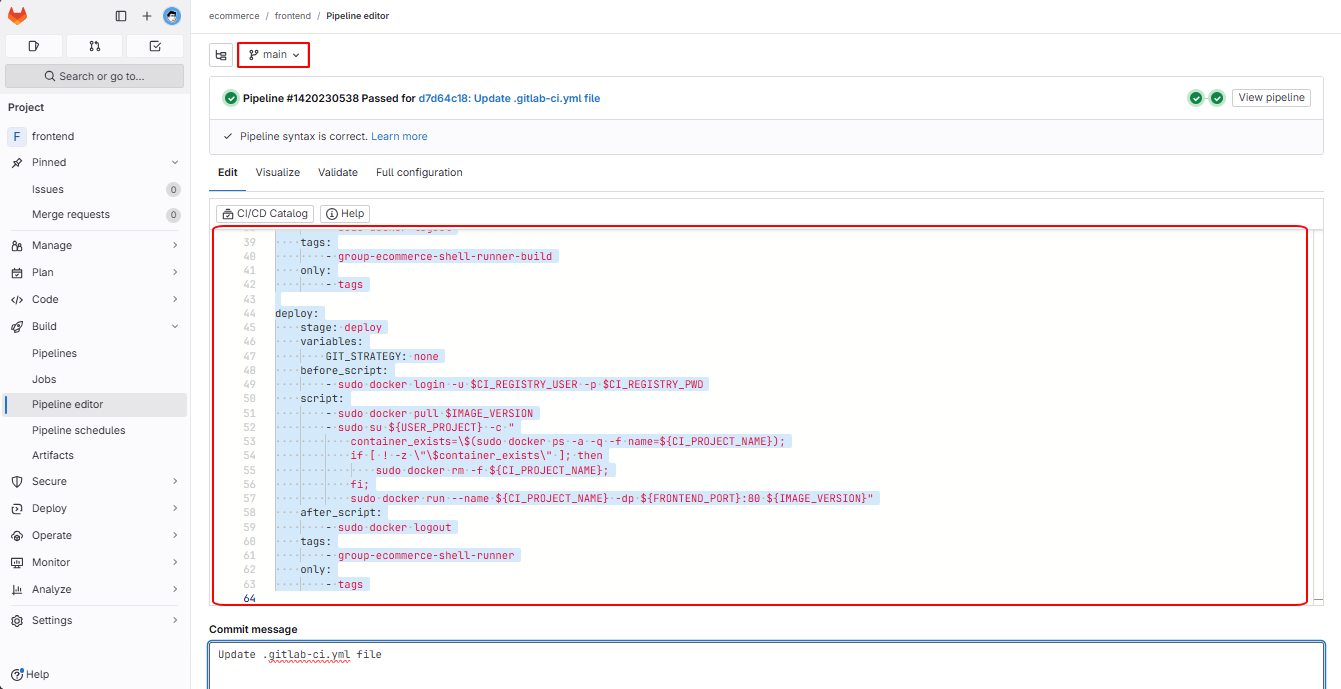 ecommerce / frontend / Pipeline editor
main
Search or go to...
Project
F frontend
Pinned
Issues 0
Merge requests 0
Manage
Plan
Code
Build
Pipelines
Jobs
Pipeline editor
Pipeline schedules
Artifacts
Secure
Deploy
Operate
Monitor
Analyze
Settings
Help
Pipeline #1420230538 Passed for d7d64c18: Update .gitlab-ci.yml file
View pipeline
Pipeline syntax is correct. Learn more
Edit Visualize Validate Full configuration
CI/CD Catalog Help
39 tags:
40 - group-ecommerce-shell-runner-build
41 only:
42 - tags
43
44 deploy:
45 stage: deploy
46 variables:
47 GIT_STRATEGY: none
48 before_script:
49 - sudo docker login -u $CI_REGISTRY_USER -p $CI_REGISTRY_PWD
50 script:
51 - sudo docker pull $IMAGE_VERSION
52 - sudo su ${USER_PROJECT} -c "
53 container_exists=\$(sudo docker ps -a -q -f name=${CI_PROJECT_NAME});
54 if [ ! -z \"\$container_exists\" ]; then
55 sudo docker rm -f ${CI_PROJECT_NAME};
56 fi;
57 sudo docker run --name ${CI_PROJECT_NAME} -dp ${FRONTEND_PORT}:80 ${IMAGE_VERSION}"
58 after_script:
59 - sudo docker logout
60 tags:
61 - group-ecommerce-shell-runner
62 only:
63 - tags
64
Commit message
Update .gitlab-ci.yml file